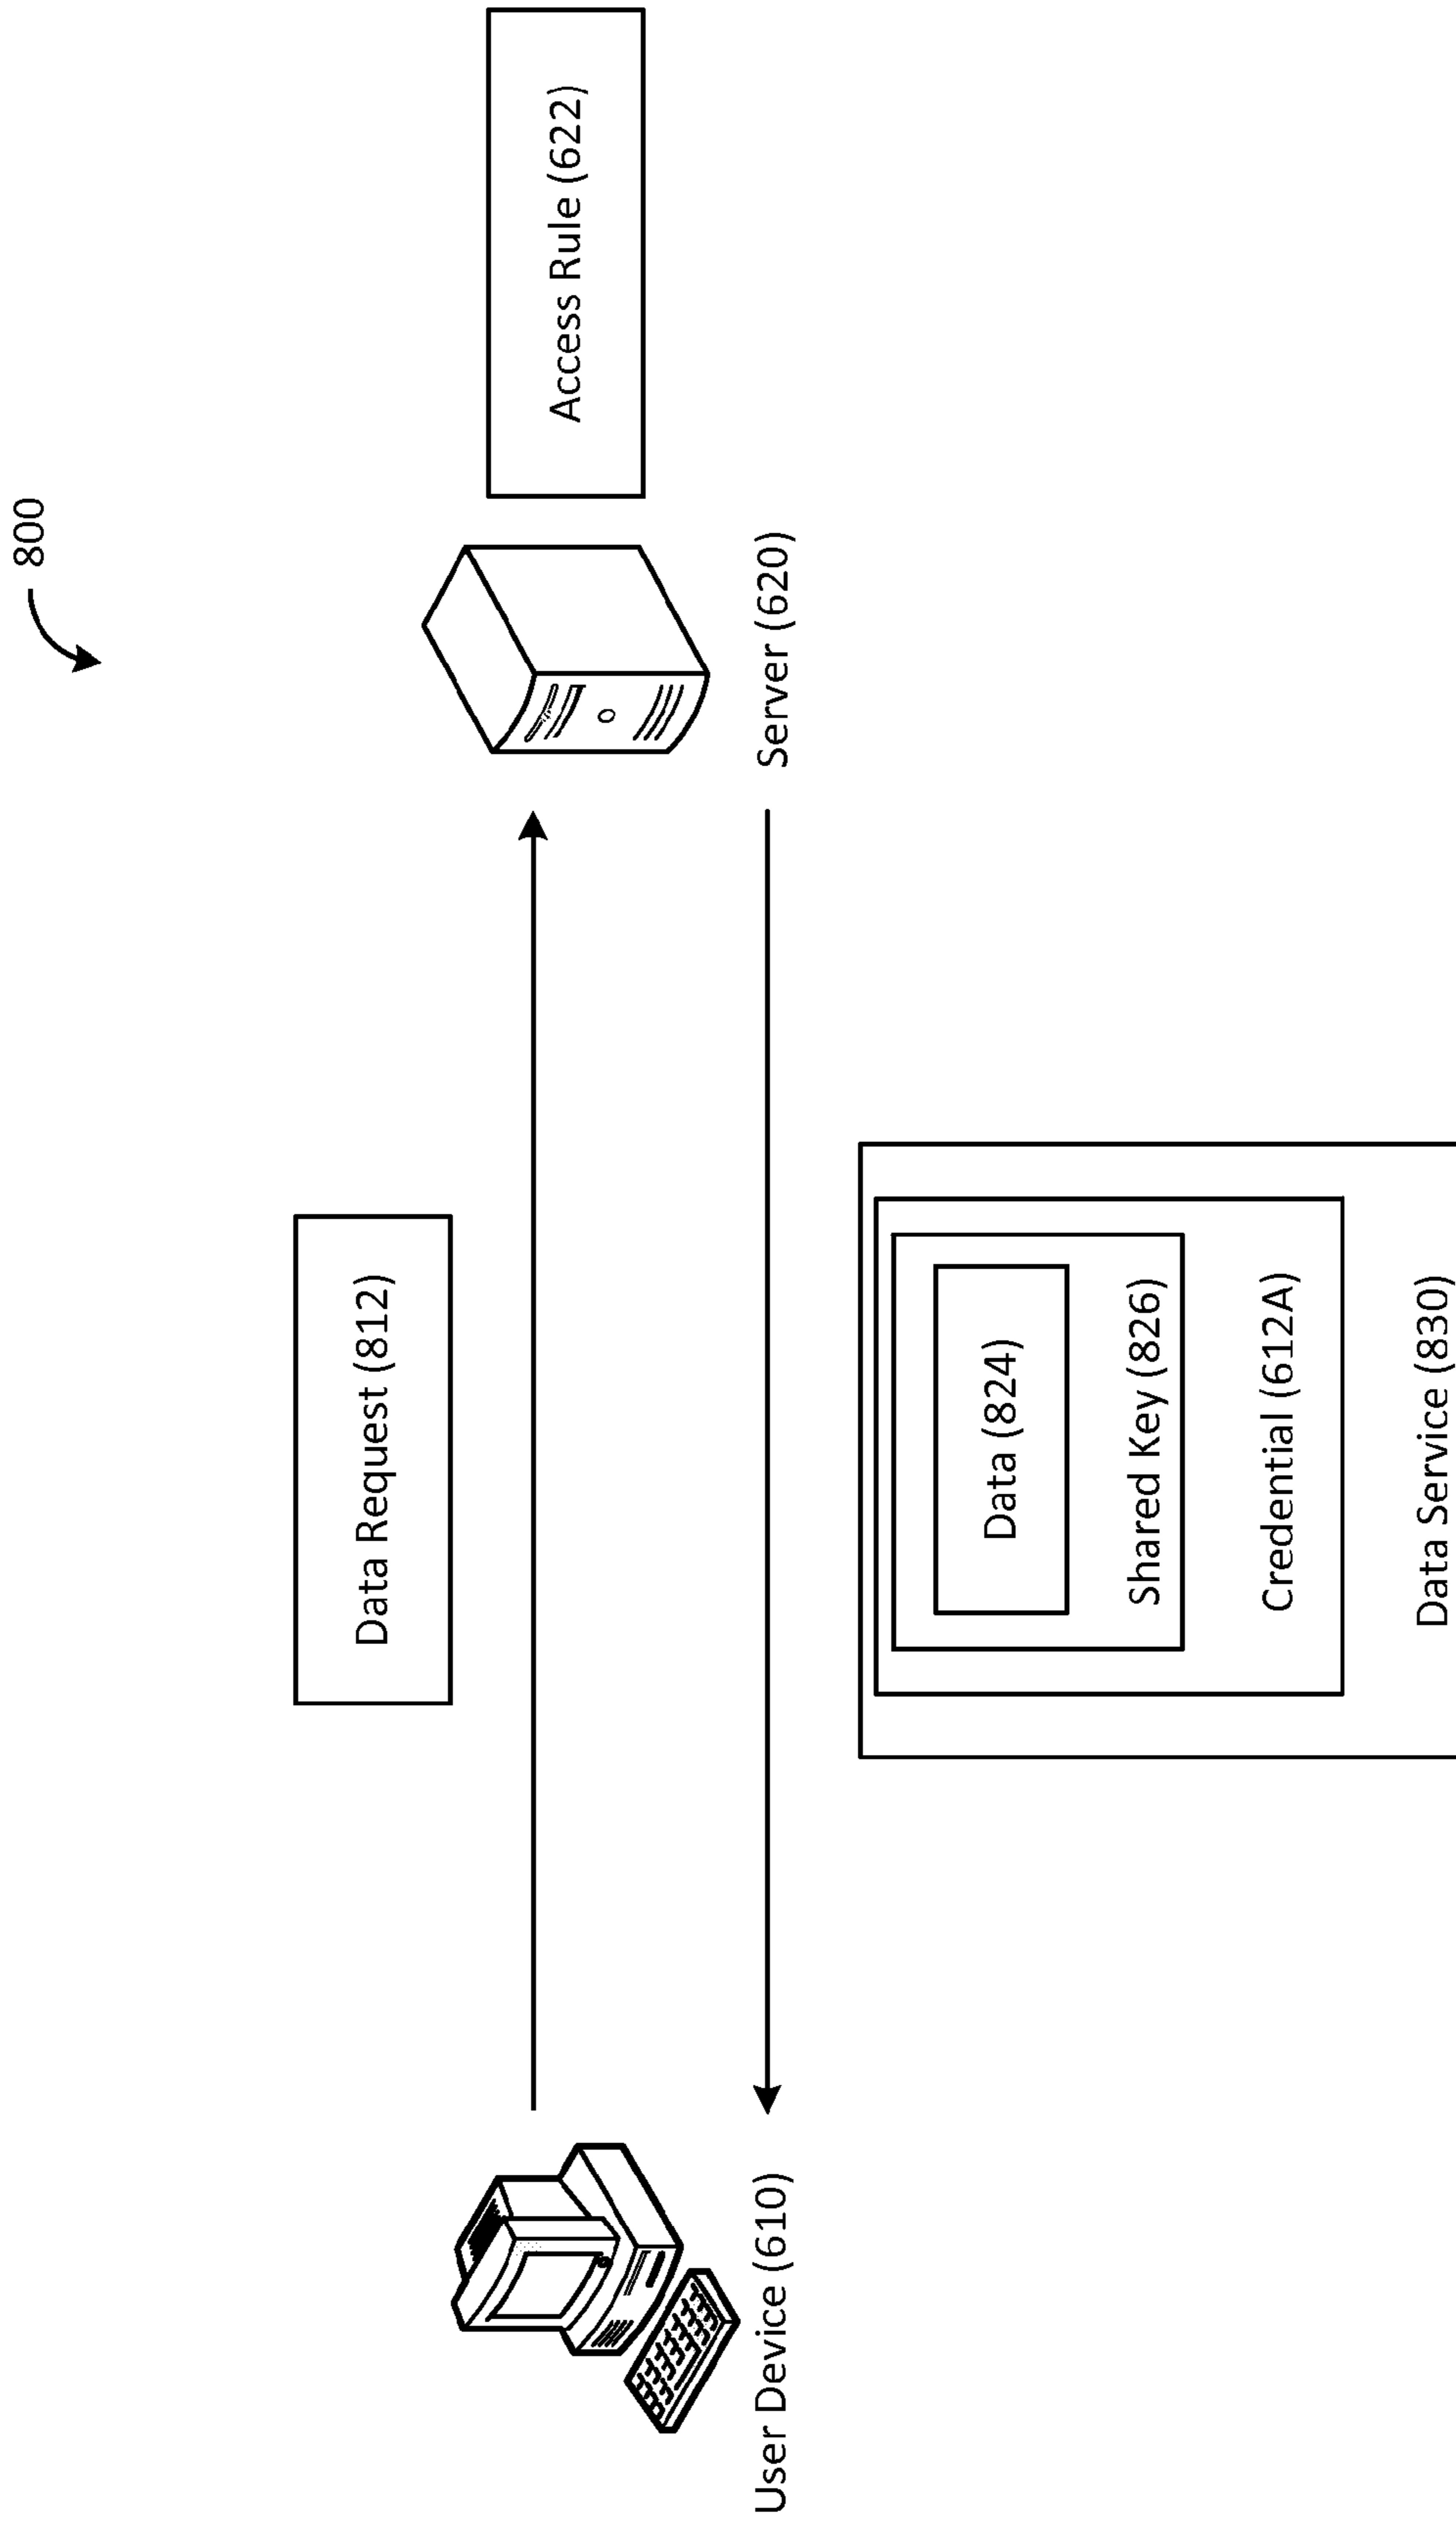 800
Data Request (812)
Access Rule (622)
User Device (610)
Server (620)
Data (824)
Shared Key (826)
Credential (612A)
Data Service (830)